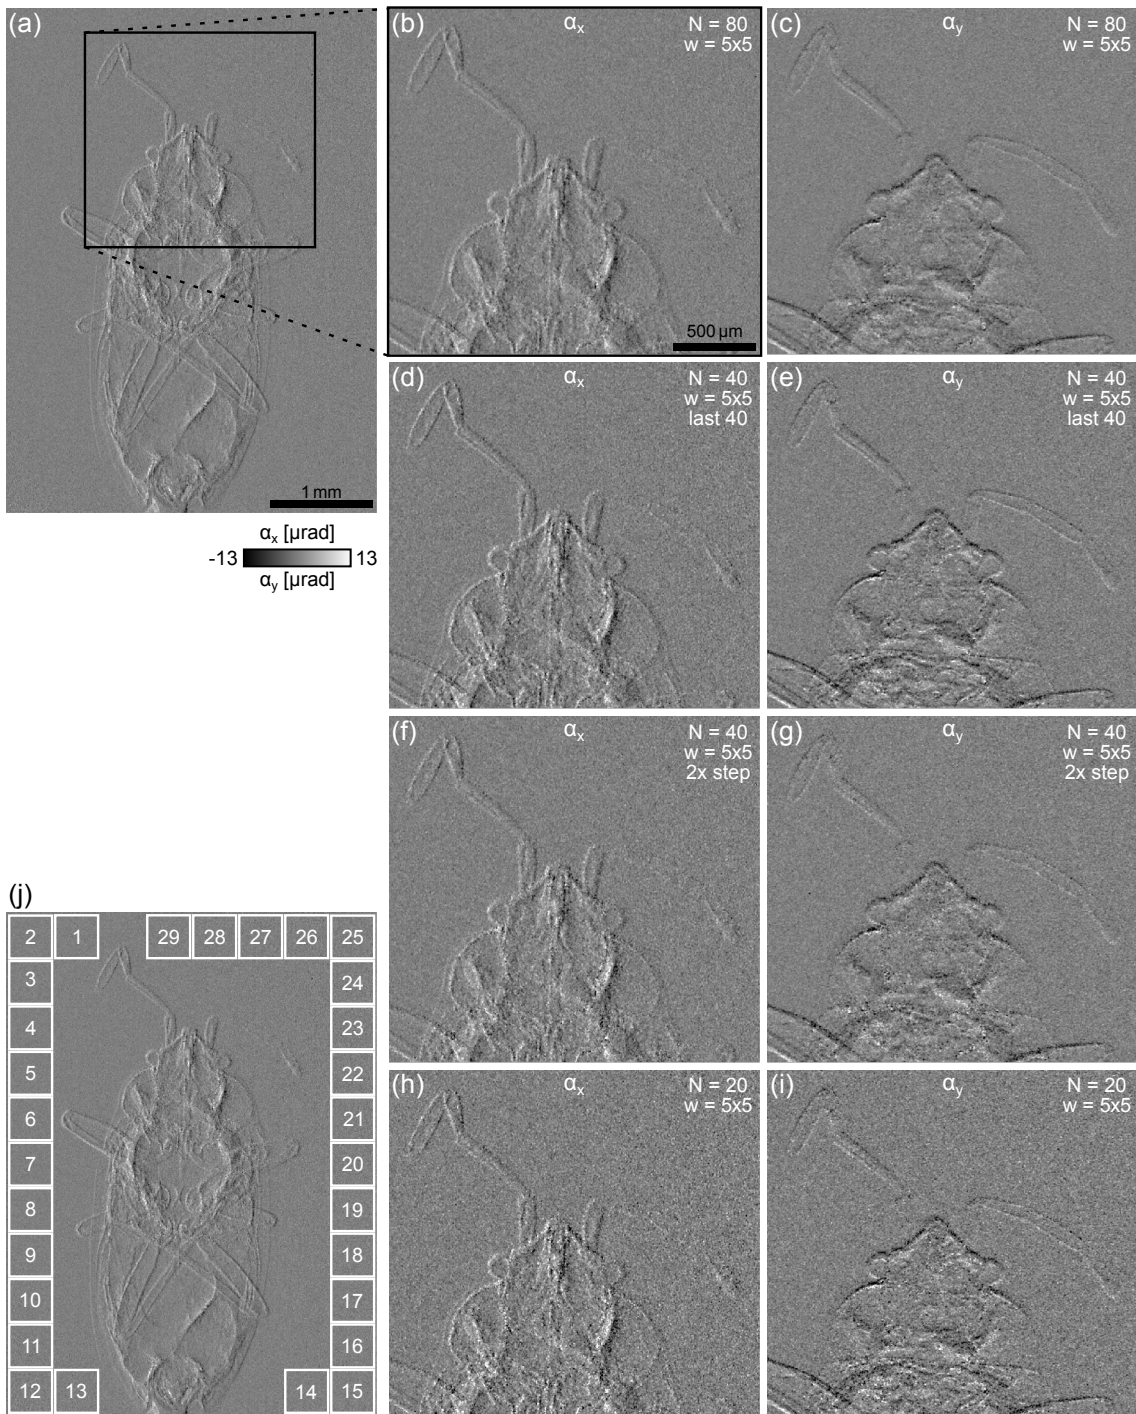 (a)
1 mm
αx [μrad]
-13 13
αy [μrad]
(b) αx N = 80
w = 5x5
500 μm
(c) αy N = 80
w = 5x5
(d) αx N = 40
w = 5x5
last 40
(e) αy N = 40
w = 5x5
last 40
(f) αx N = 40
w = 5x5
2x step
(g) αy N = 40
w = 5x5
2x step
(h) αx N = 20
w = 5x5
(i) αy N = 20
w = 5x5
(j)
2 1 29 28 27 26 25
3 24
4 23
5 22
6 21
7 20
8 19
9 18
10 17
11 16
12 13 14 15